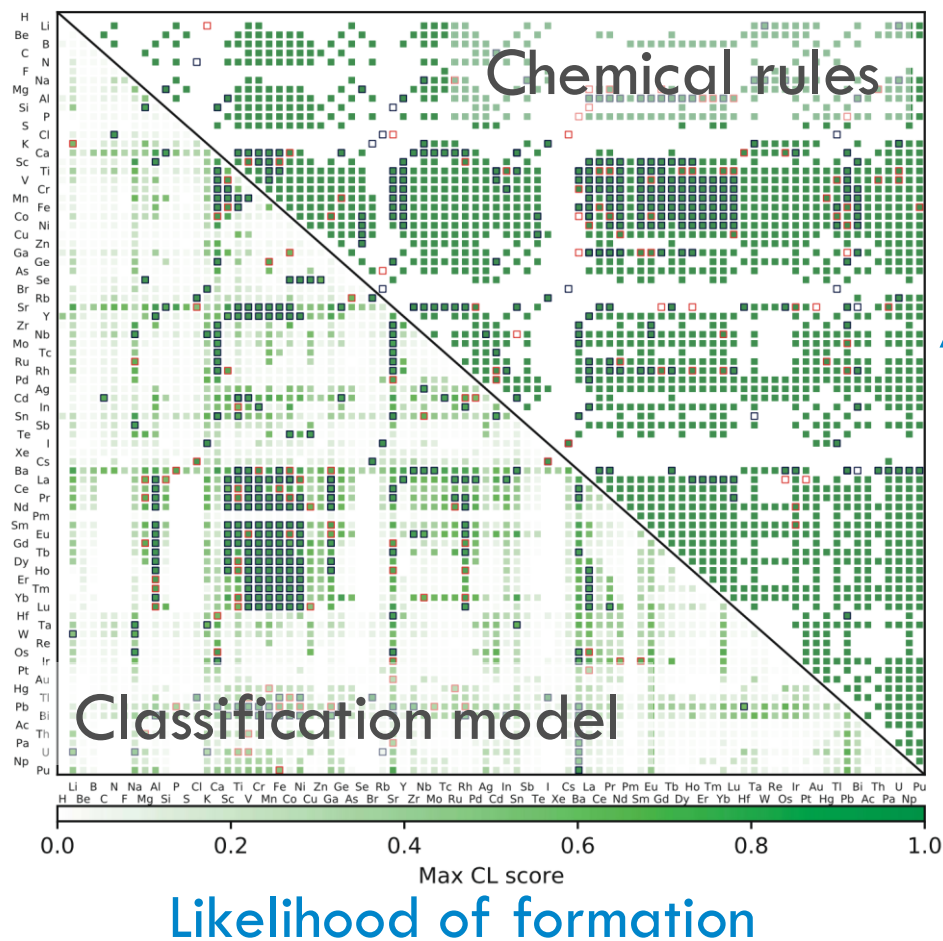 H
Li
Be
B
C
N
F
Na
Chemical rules
Mg
Al
Si
P
S
Cl
K
Ca
Sc
Ti
V
Cr
Mn
Fe
Co
Ni
Cu
Zn
Ga
Ge
As
Se
Br
Rb
Sr
Y
Zr
Nb
Mo
Tc
Ru
Rh
Pd
Ag
Cd
In
Sn
Sb
Te
I
Xe
Cs
Ba
La
Ce
Pr
Nd
Pm
Sm
Eu
Gd
Tb
Dy
Ho
Er
Tm
Yb
Lu
Hf
Ta
W
Re
Os
Ir
Pt
Au
Hg
Tl
Pb
Classification model
Bi
Ac
Th
Pa
U
Np
Pu
Li B N Na Al P Cl Ca Ti Cr Fe Ni Zn Ge Se Rb Y Nb Tc Rh Ag In Sb I Cs La Pr Pm Eu Tb Ho Tm Lu Ta Re Ir Au Tl Bi Th U Pu
H Be C F Mg Si S K Sc V Mn Co Cu Ga As Br Sr Zr Mo Ru Pd Cd Sn Te Xe Ba Ce Nd Sm Gd Dy Er Yb Hf W Os Pt Hg Pb Ac Pa Np
0.0 0.2 0.4 0.6 0.8 1.0
Max CL score
Likelihood of formation